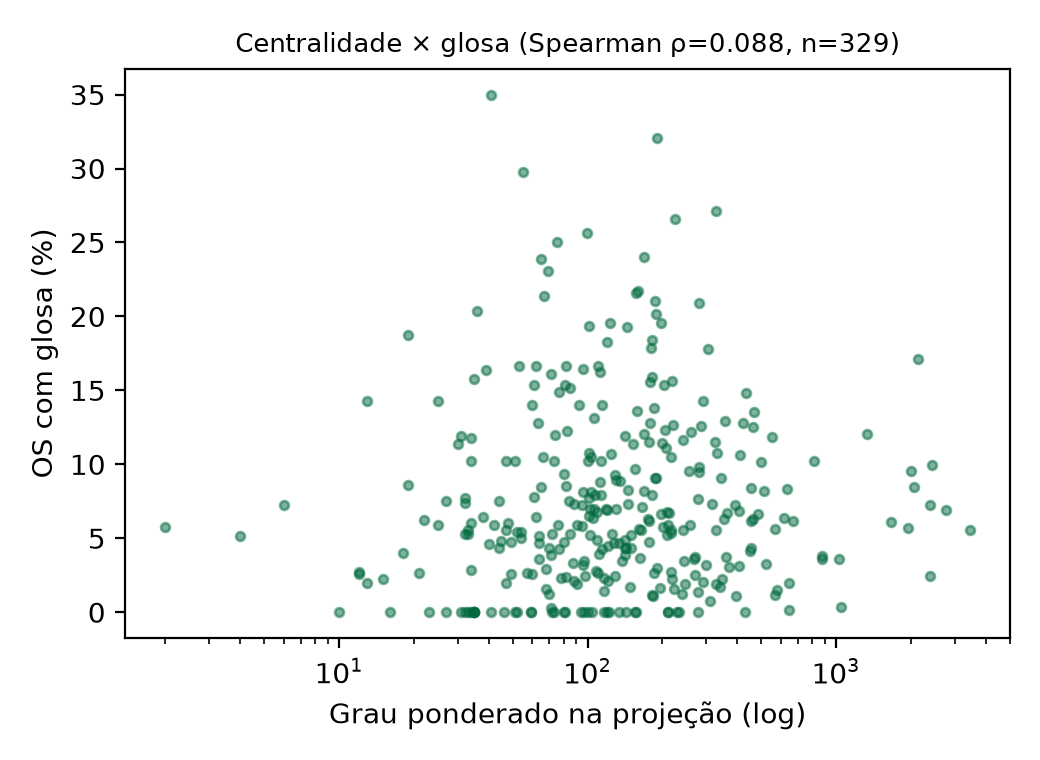 Centralidade × glosa (Spearman ρ=0.088, n=329)
OS com glosa (%)
35
30
25
20
15
10
5
0
10¹ 10² 10³
Grau ponderado na projeção (log)